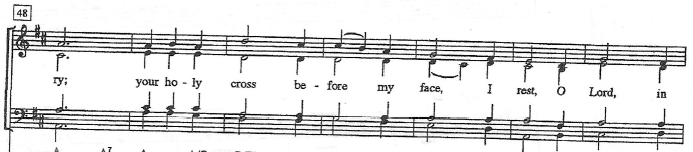 48
ry; your ho - ly cross be - fore my face, I rest, O Lord, in